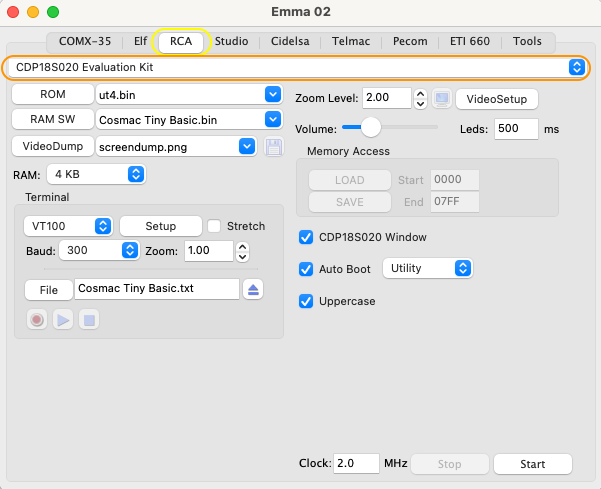 Emma 02
COMX-35 Elf RCA Studio Cidelsa Telmac Pecom ETI 660 Tools
CDP18S020 Evaluation Kit
ROM ut4.bin
RAM SW Cosmac Tiny Basic.bin
VideoDump screendump.png
RAM: 4 KB
Terminal
VT100 Setup Stretch
Baud: 300 Zoom: 1.00
File Cosmac Tiny Basic.txt
Zoom Level: 2.00 VideoSetup
Volume: Leds: 500 ms
Memory Access
LOAD Start 0000
SAVE End 07FF
CDP18S020 Window
Auto Boot Utility
Uppercase
Clock: 2.0 MHz Stop Start